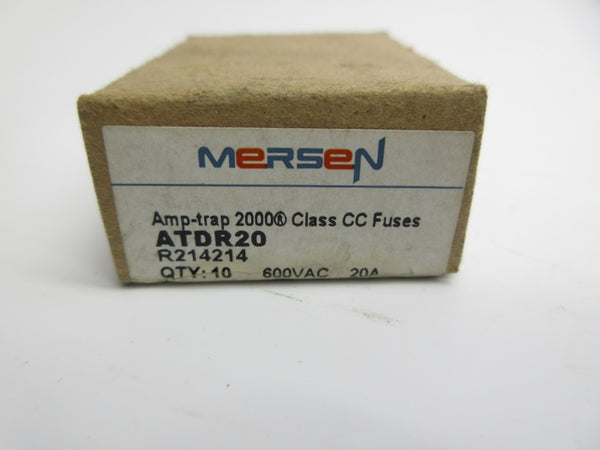 MERSEN
Amp-trap 2000® Class CC Fuses
ATDR20
R214214
QTY: 10 600VAC 20A